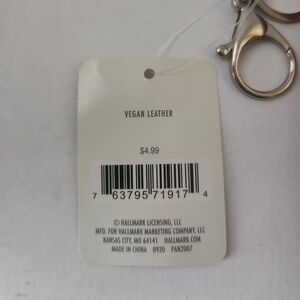 VEGAN LEATHER
$4.99
7 63795 71917 4
© HALLMARK LICENSING, LLC
MFD. FOR HALLMARK MARKETING COMPANY, LLC
KANSAS CITY, MO 64141 HALLMARK.COM
MADE IN CHINA 0920 PAN2007